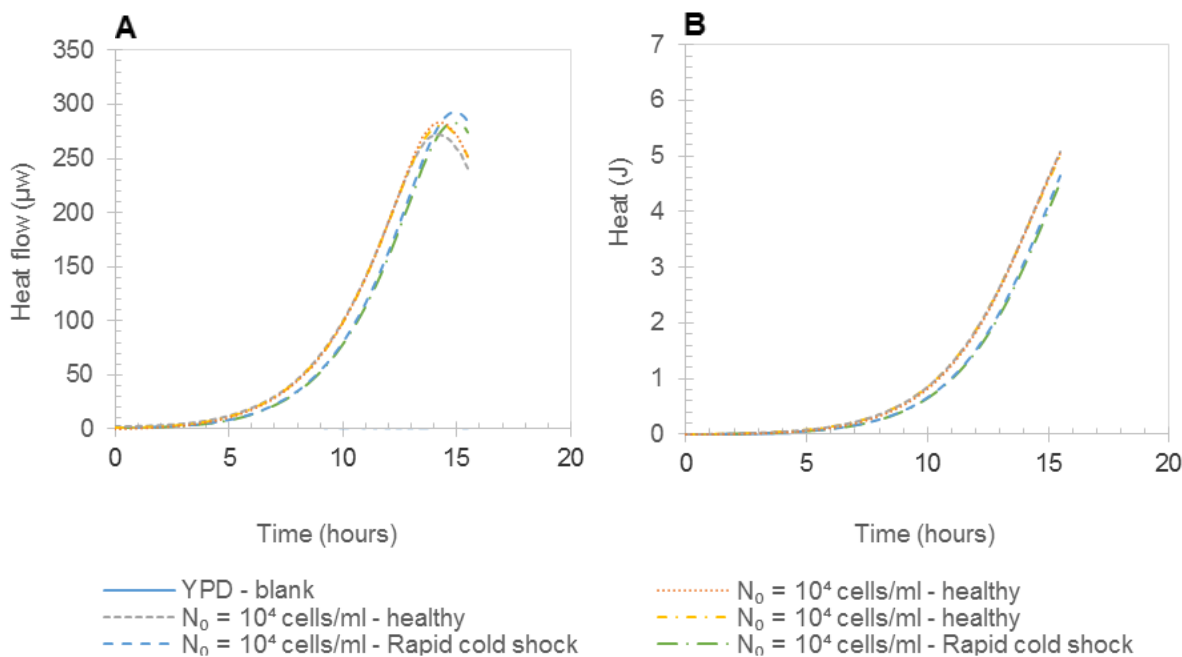 A
350
300
250
200
150
100
50
0
Heat flow (µw)
0 5 10 15 20
Time (hours)
B
7
6
5
4
3
2
1
0
Heat (J)
0 5 10 15 20
Time (hours)
YPD - blank
N₀ = 10⁴ cells/ml - healthy
N₀ = 10⁴ cells/ml - Rapid cold shock
N₀ = 10⁴ cells/ml - healthy
N₀ = 10⁴ cells/ml - healthy
N₀ = 10⁴ cells/ml - Rapid cold shock